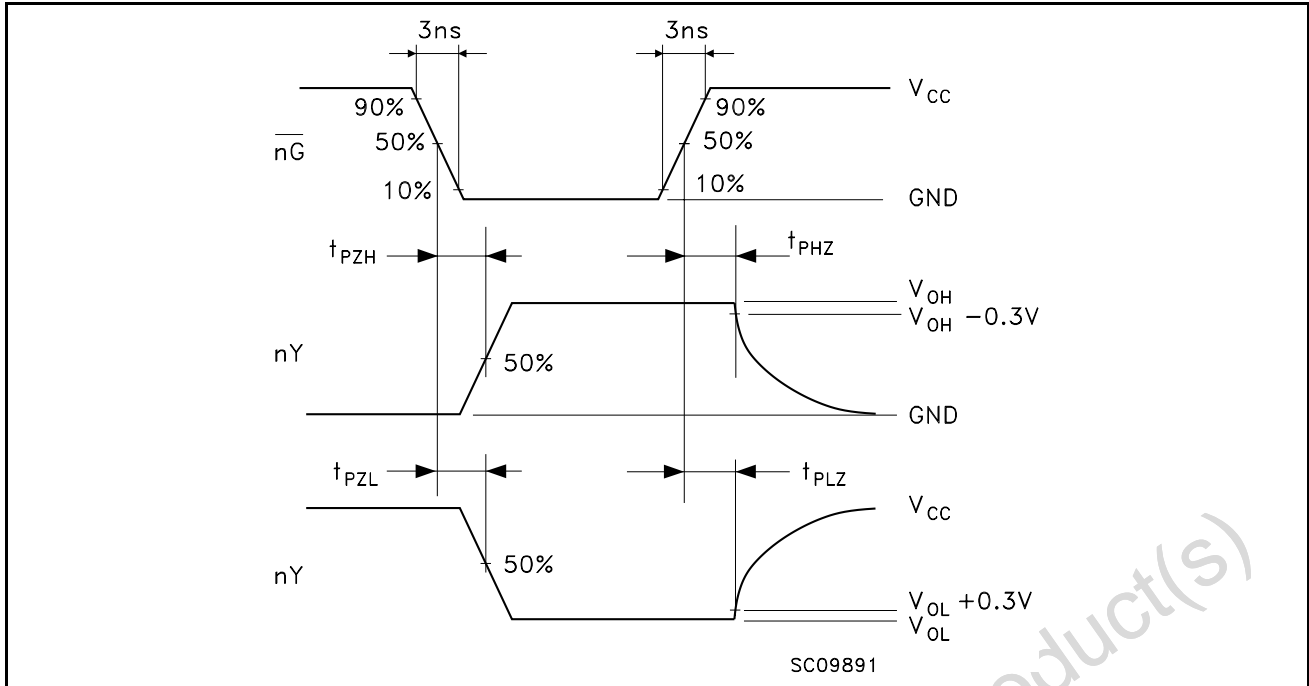 3ns 3ns
90% 90% V_CC
nG̅ 50% 50%
10% 10% GND
t_PZH t_PHZ
V_OH
V_OH −0.3V
nY 50%
GND
t_PZL t_PLZ
V_CC
nY 50%
V_OL +0.3V
V_OL
SC09891
duct(s)